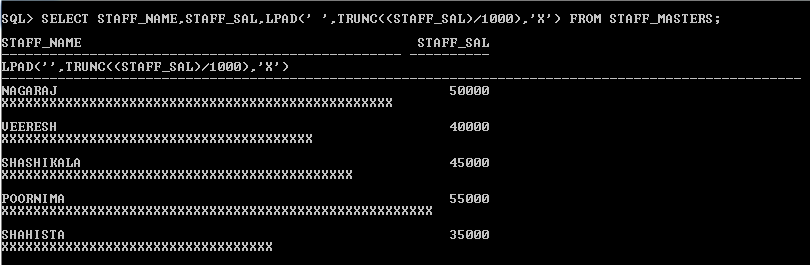 SQL> SELECT STAFF_NAME,STAFF_SAL,LPAD(' ',TRUNC((STAFF_SAL)/1000),'X') FROM STAFF_MASTERS;
STAFF_NAME STAFF_SAL
LPAD('',TRUNC((STAFF_SAL)/1000),'X')
NAGARAJ 50000
XXXXXXXXXXXXXXXXXXXXXXXXXXXXXXXXXXXXXXXXXXXXXXXXX
VEERESH 40000
XXXXXXXXXXXXXXXXXXXXXXXXXXXXXXXXXXXXXXX
SHASHIKALA 45000
XXXXXXXXXXXXXXXXXXXXXXXXXXXXXXXXXXXXXXXXXXXX
POORNIMA 55000
XXXXXXXXXXXXXXXXXXXXXXXXXXXXXXXXXXXXXXXXXXXXXXXXXXXXXX
SHAHISTA 35000
XXXXXXXXXXXXXXXXXXXXXXXXXXXXXXXXXX